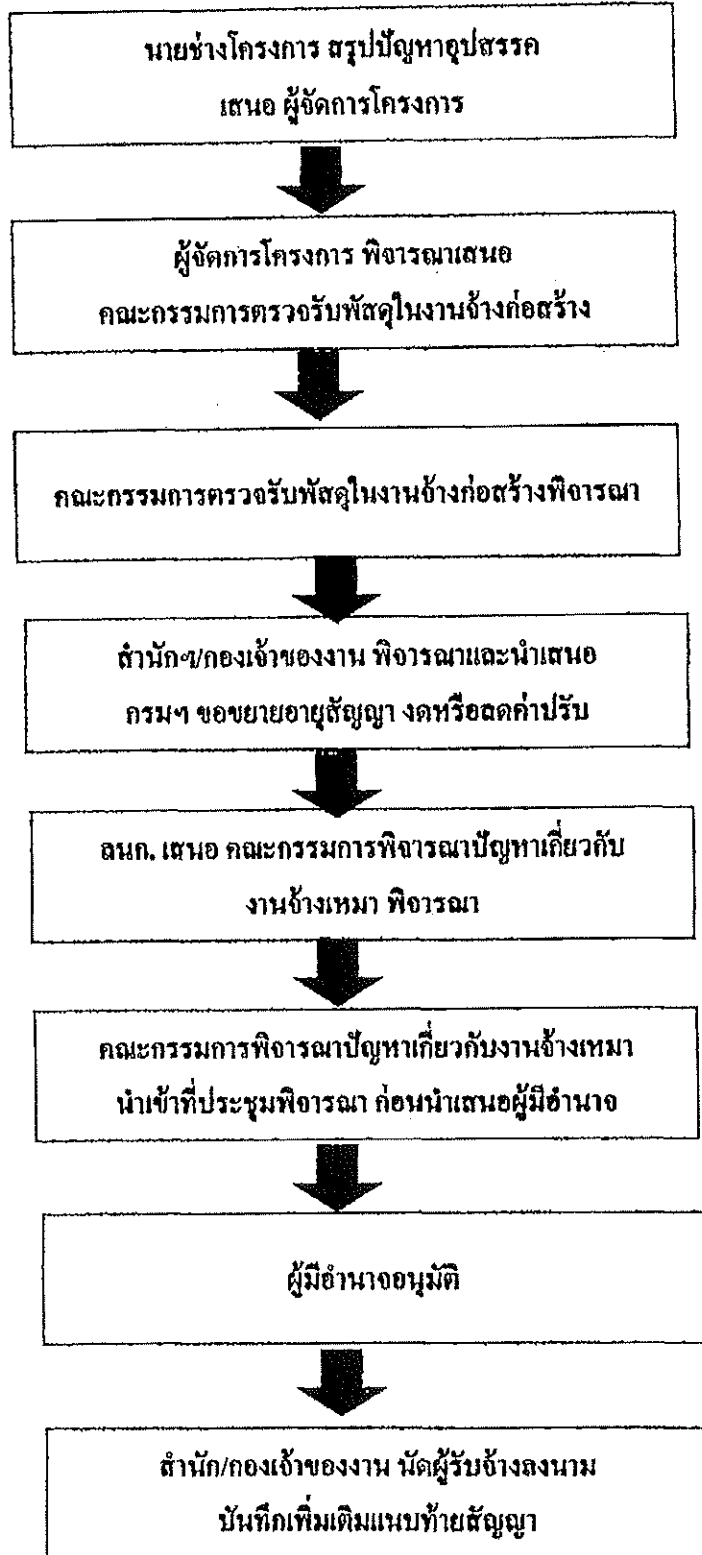 นายช่างโครงการ สรุปปัญหาอุปสรรค
เสนอ ผู้จัดการโครงการ
ผู้จัดการโครงการ พิจารณาเสนอ
คณะกรรมการตรวจรับพัสดุในงานจ้างก่อสร้าง
คณะกรรมการตรวจรับพัสดุในงานจ้างก่อสร้างพิจารณา
สำนักฯ/กองเจ้าของงาน พิจารณาและนำเสนอ
กรมฯ ขอขยายอายุสัญญา งดหรือลดค่าปรับ
ลนก. เสนอ คณะกรรมการพิจารณาปัญหาเกี่ยวกับ
งานจ้างเหมา พิจารณา
คณะกรรมการพิจารณาปัญหาเกี่ยวกับงานจ้างเหมา
นำเข้าที่ประชุมพิจารณา ก่อนนำเสนอผู้มีอำนาจ
ผู้มีอำนาจอนุมัติ
สำนัก/กองเจ้าของงาน นัดผู้รับจ้างลงนาม
บันทึกเพิ่มเติมแนบท้ายสัญญา